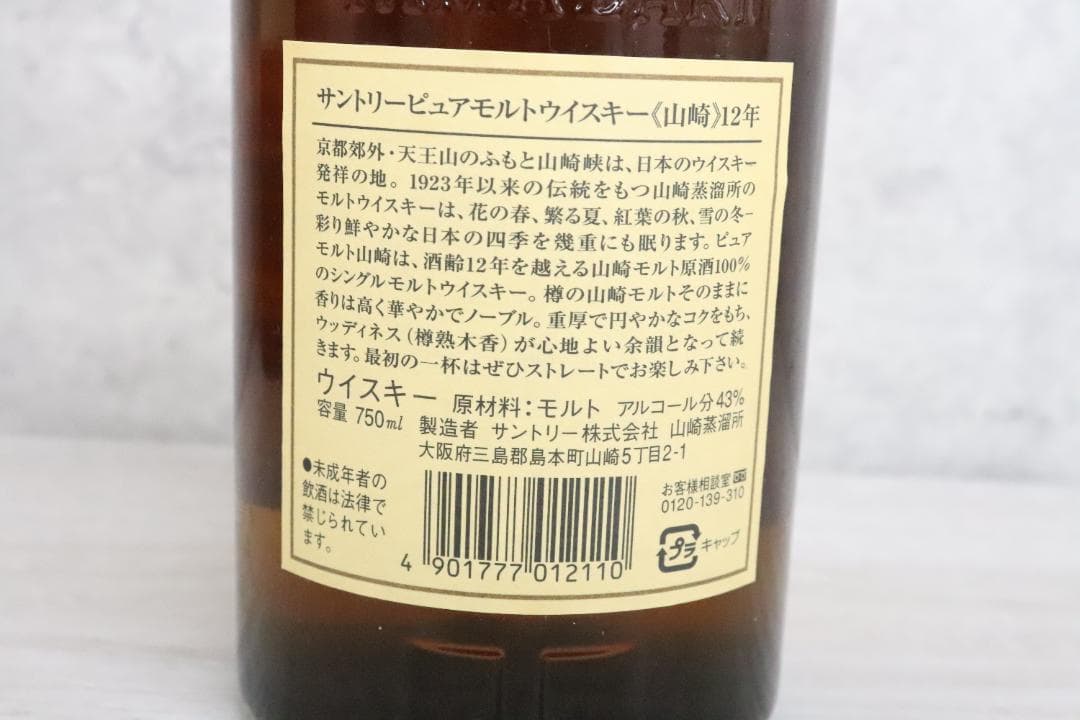 サントリーピュアモルトウイスキー《山崎》12年
京都郊外・天王山のふもと山崎峡は、日本のウイスキー
発祥の地。1923年以来の伝統をもつ山崎蒸溜所の
モルトウイスキーは、花の春、繁る夏、紅葉の秋、雪の冬-
彩り鮮やかな日本の四季を幾重にも眠ります。ピュア
モルト山崎は、酒齢12年を越える山崎モルト原酒100%
のシングルモルトウイスキー。樽の山崎モルトそのままに
香りは高く華やかでノーブル。重厚で円やかなコクをもち、
ウッディネス(樽熟木香)が心地よい余韻となって続
きます。最初の一杯はぜひストレートでお楽しみ下さい。
ウイスキー 原材料:モルト アルコール分43%
容量 750ml 製造者 サントリー株式会社 山崎蒸溜所
大阪府三島郡島本町山崎5丁目2-1
●未成年者の
飲酒は法律で
禁じられてい
ます。
お客様相談室
0120-139-310
プラ キャップ
4 901777 012110